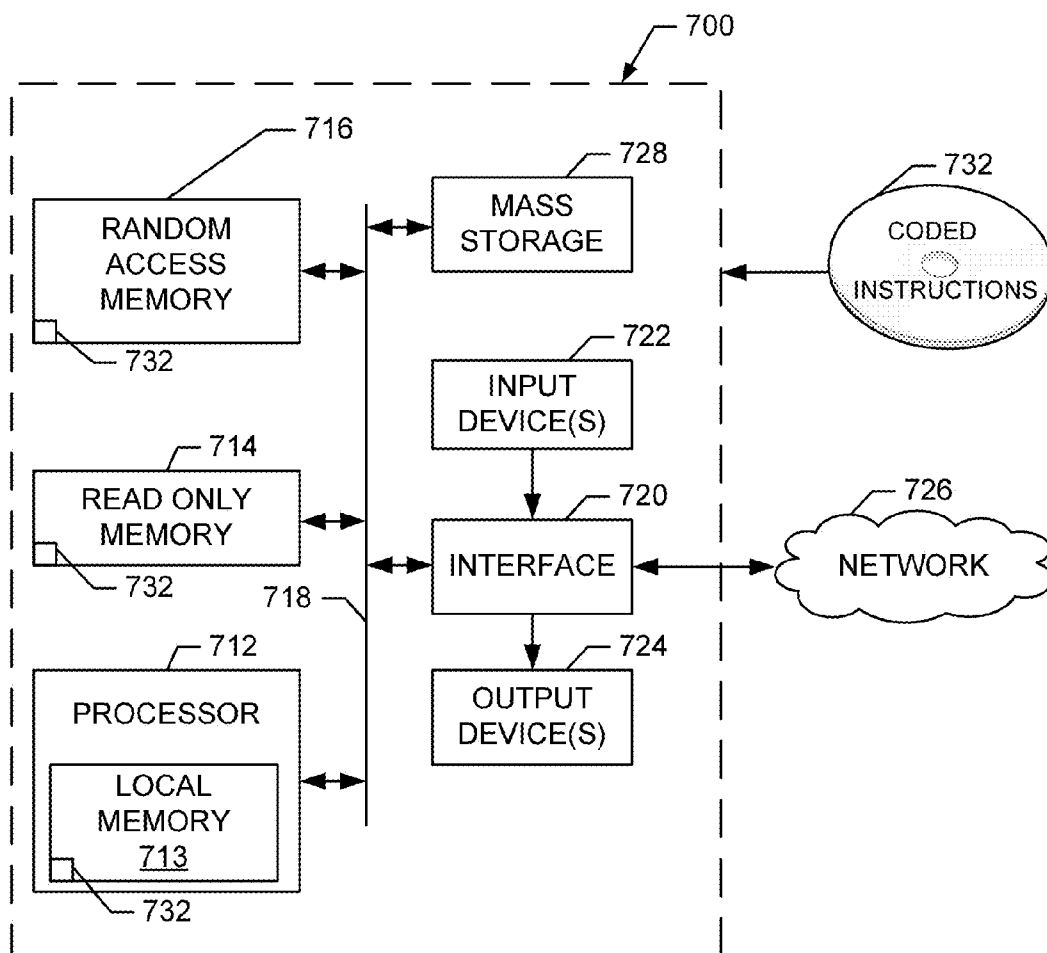 700
716
RANDOM
ACCESS
MEMORY
732
728
MASS
STORAGE
732
CODED
INSTRUCTIONS
722
INPUT
DEVICE(S)
714
READ ONLY
MEMORY
732
720
INTERFACE
726
NETWORK
718
712
PROCESSOR
LOCAL
MEMORY
713
732
724
OUTPUT
DEVICE(S)